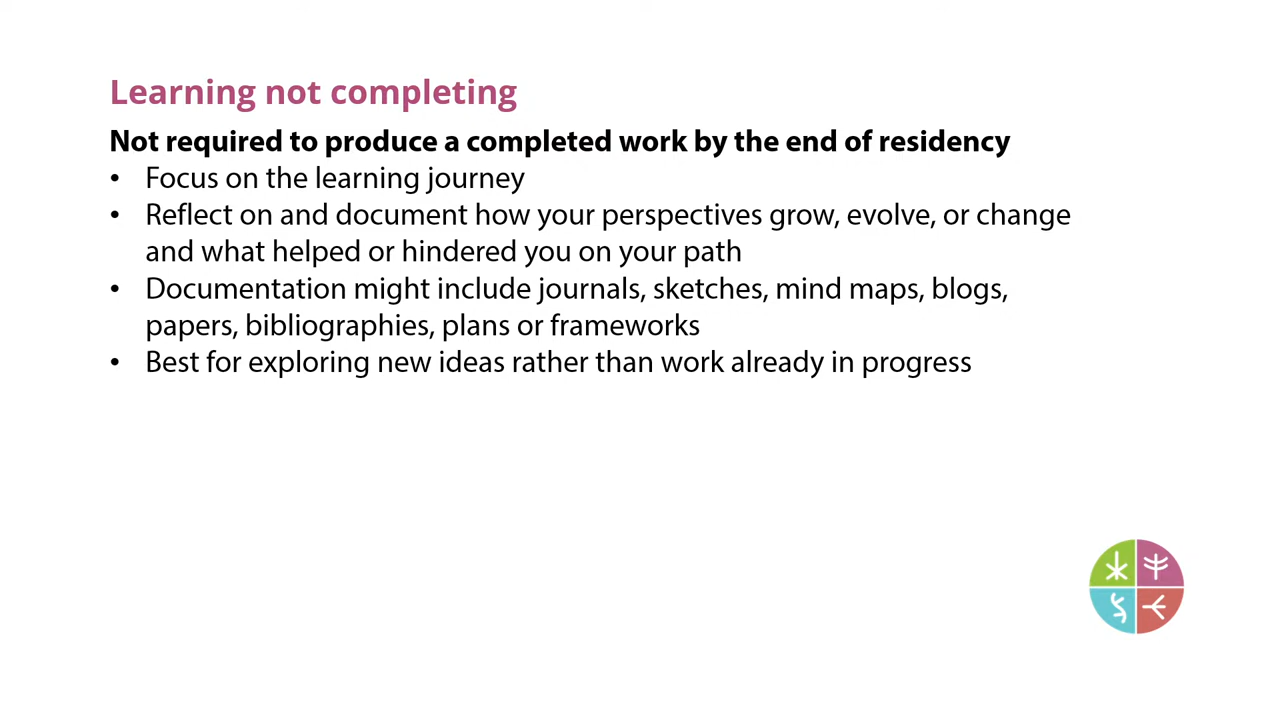 Learning not completing
Not required to produce a completed work by the end of residency
• Focus on the learning journey
• Reflect on and document how your perspectives grow, evolve, or change
and what helped or hindered you on your path
• Documentation might include journals, sketches, mind maps, blogs,
papers, bibliographies, plans or frameworks
• Best for exploring new ideas rather than work already in progress